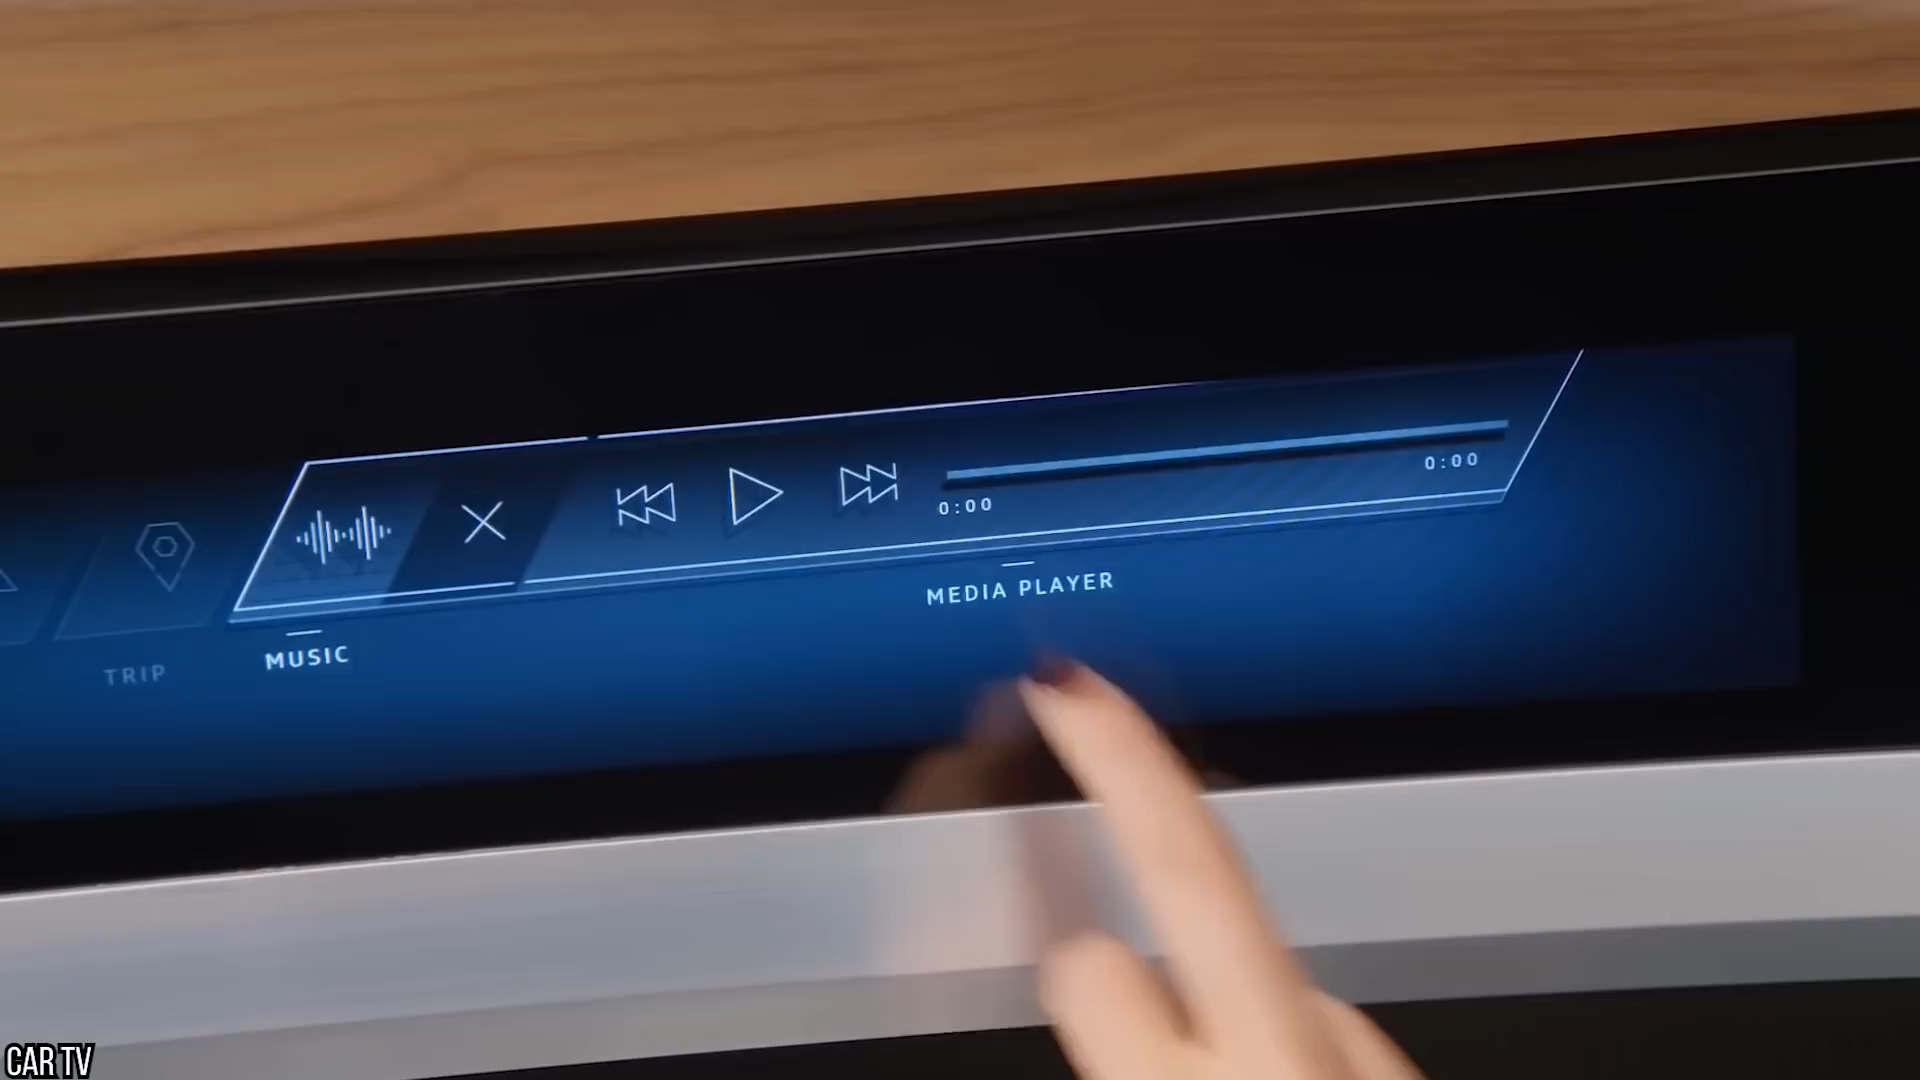 0:00
0:00
MEDIA PLAYER
MUSIC
TRIP
CAR TV